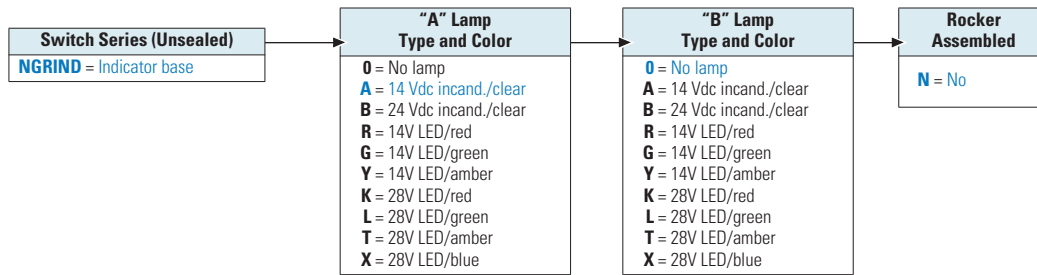 Switch Series (Unsealed)
NGRIND = Indicator base
“A” Lamp
Type and Color
0 = No lamp
A = 14 Vdc incand./clear
B = 24 Vdc incand./clear
R = 14V LED/red
G = 14V LED/green
Y = 14V LED/amber
K = 28V LED/red
L = 28V LED/green
T = 28V LED/amber
X = 28V LED/blue
“B” Lamp
Type and Color
0 = No lamp
A = 14 Vdc incand./clear
B = 24 Vdc incand./clear
R = 14V LED/red
G = 14V LED/green
Y = 14V LED/amber
K = 28V LED/red
L = 28V LED/green
T = 28V LED/amber
X = 28V LED/blue
Rocker
Assembled
N = No